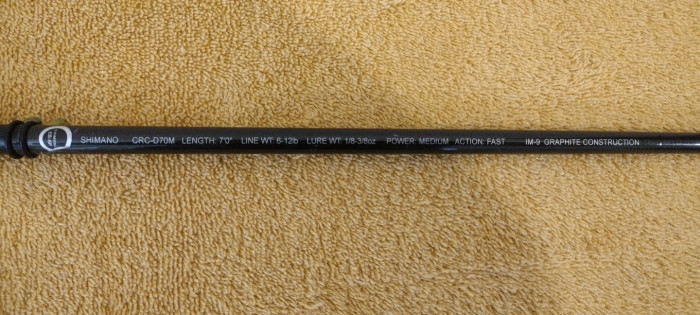 SHiMANO CRC-D70M LENGTH: 7'0" LINE WT: 6-12lb LURE WT: 1/8-3/8oz POWER: MEDIUM ACTION: FAST IM-9 GRAPHITE CONSTRUCTION